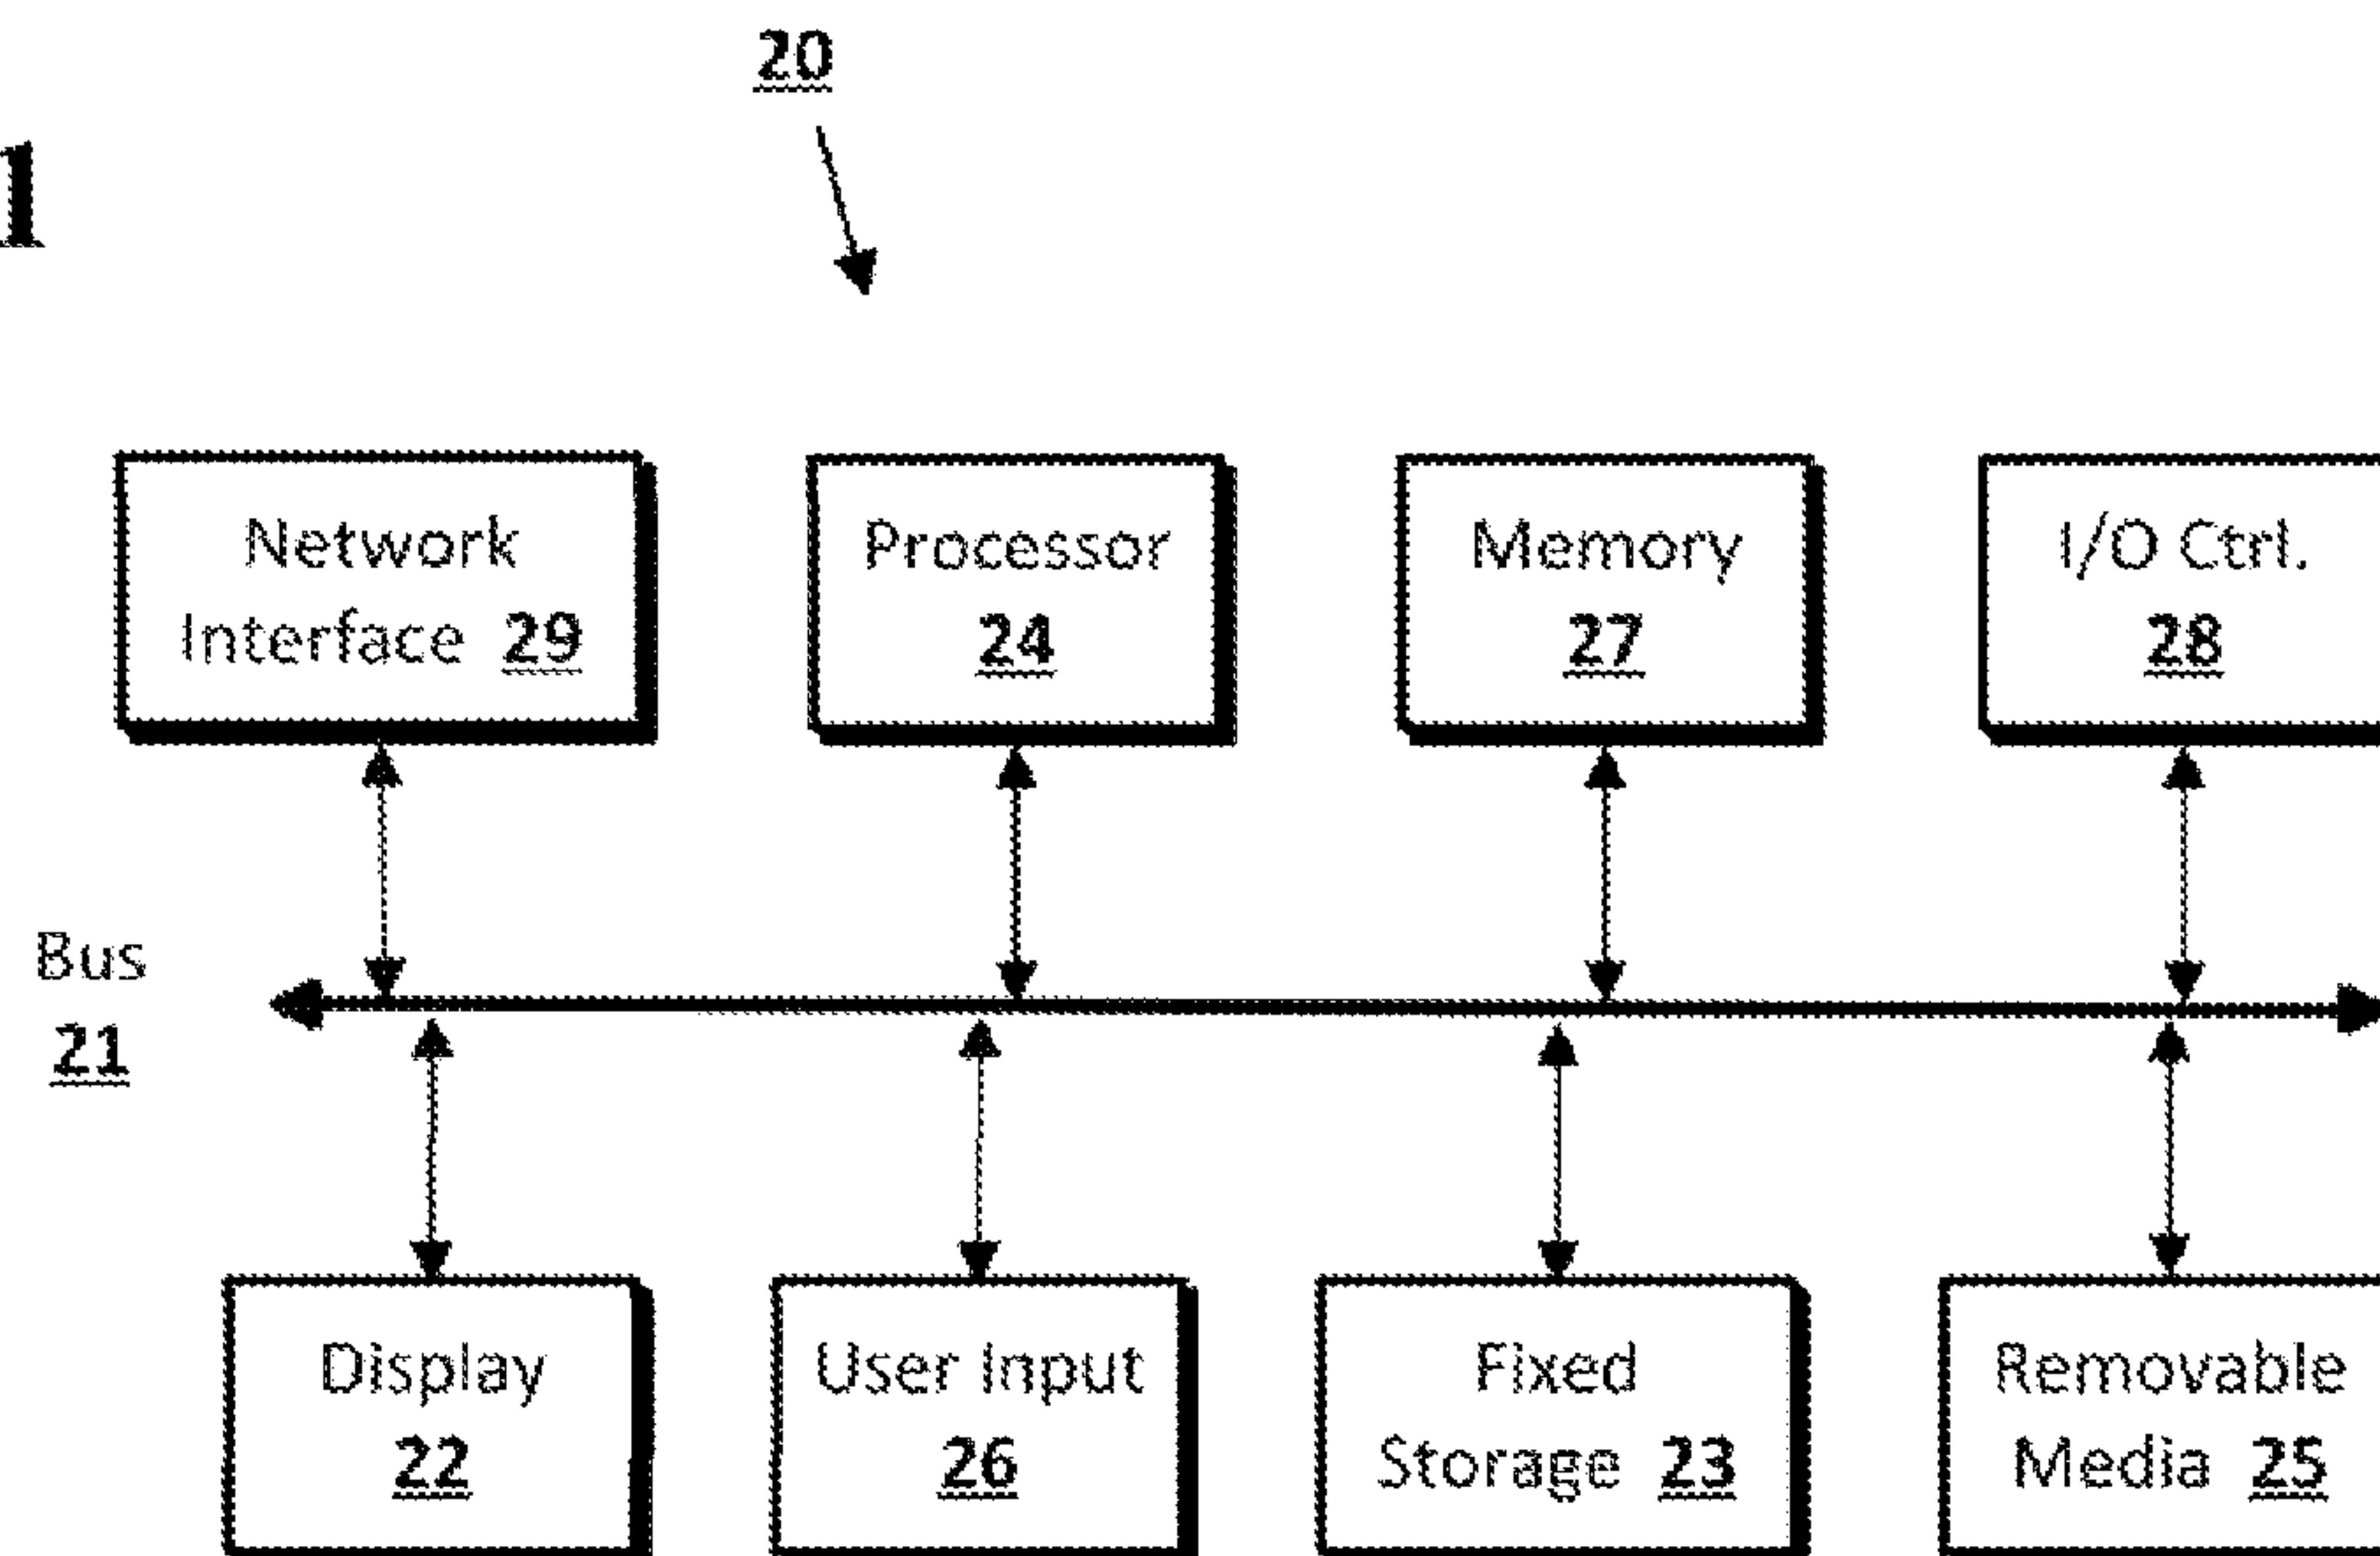 20
1
Network
Interface 29
Processor
24
Memory
27
I/O Ctrl.
28
Bus
21
Display
22
User Input
26
Fixed
Storage 23
Removable
Media 25